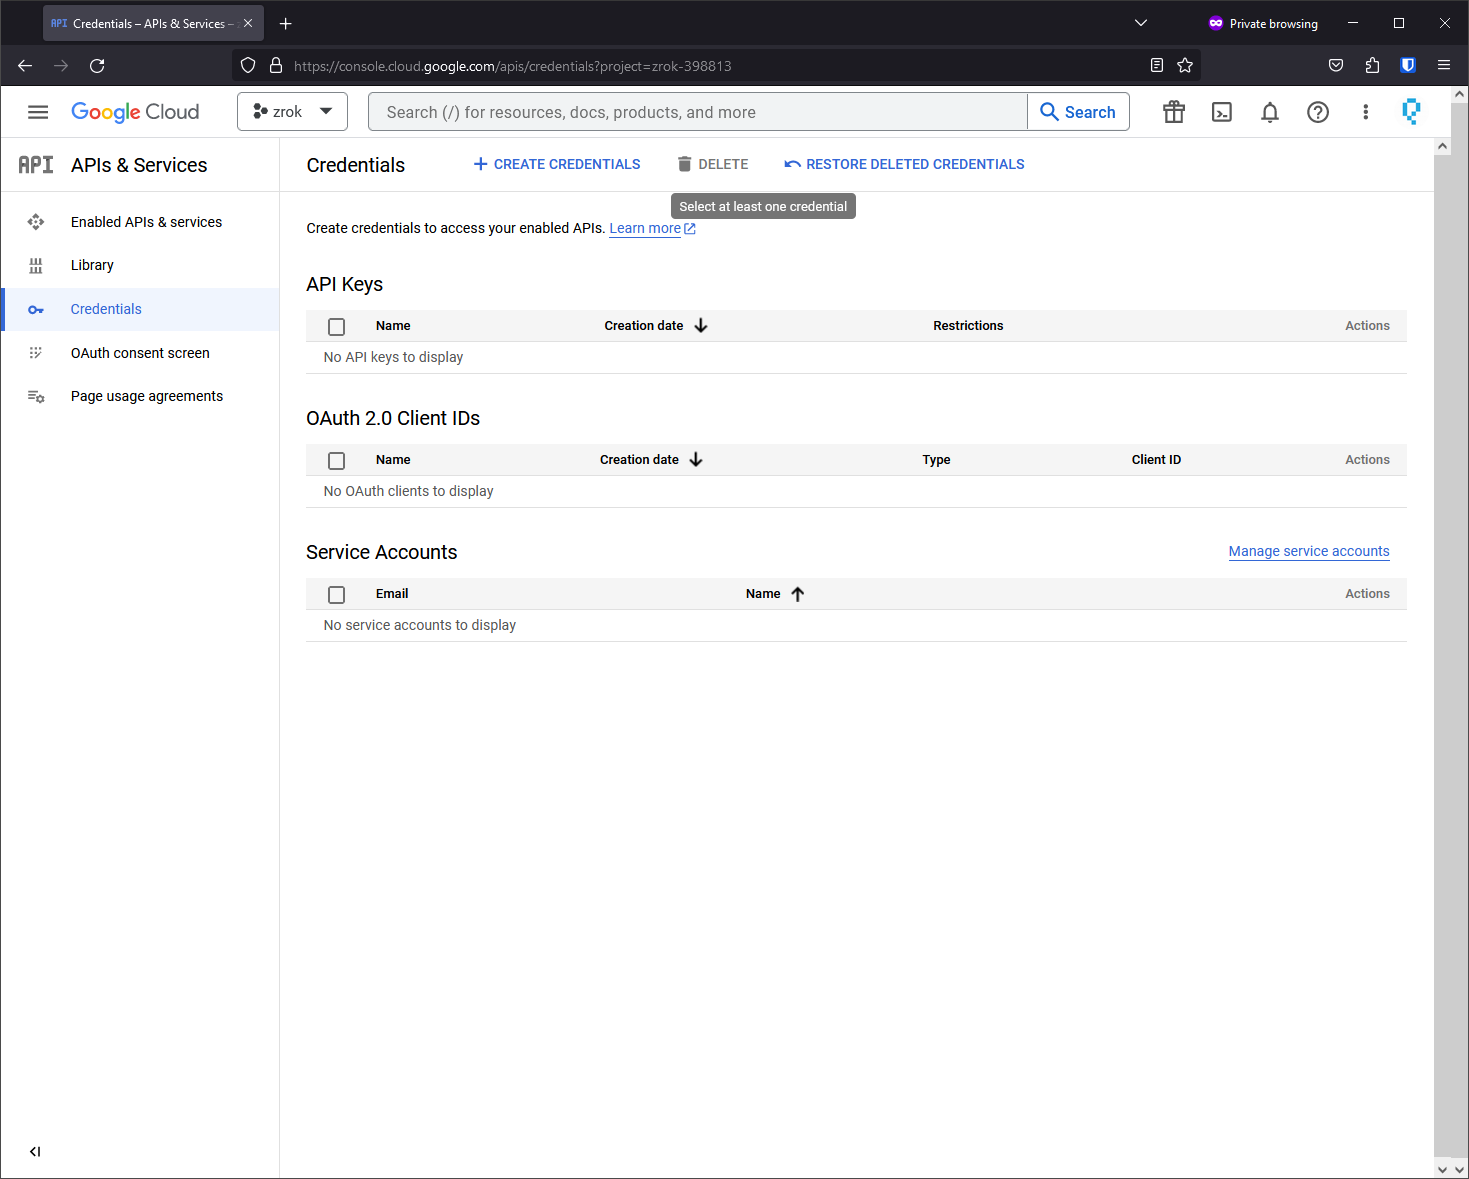 API Credentials – APIs & Services –
Private browsing
https://console.cloud.google.com/apis/credentials?project=zrok-398813
Google Cloud
zrok
Search (/) for resources, docs, products, and more
Search
API APIs & Services
Credentials
CREATE CREDENTIALS
DELETE
RESTORE DELETED CREDENTIALS
Select at least one credential
Enabled APIs & services
Library
Credentials
OAuth consent screen
Page usage agreements
Create credentials to access your enabled APIs. Learn more
API Keys
Name Creation date Restrictions Actions
No API keys to display
OAuth 2.0 Client IDs
Name Creation date Type Client ID Actions
No OAuth clients to display
Service Accounts
Manage service accounts
Email Name Actions
No service accounts to display